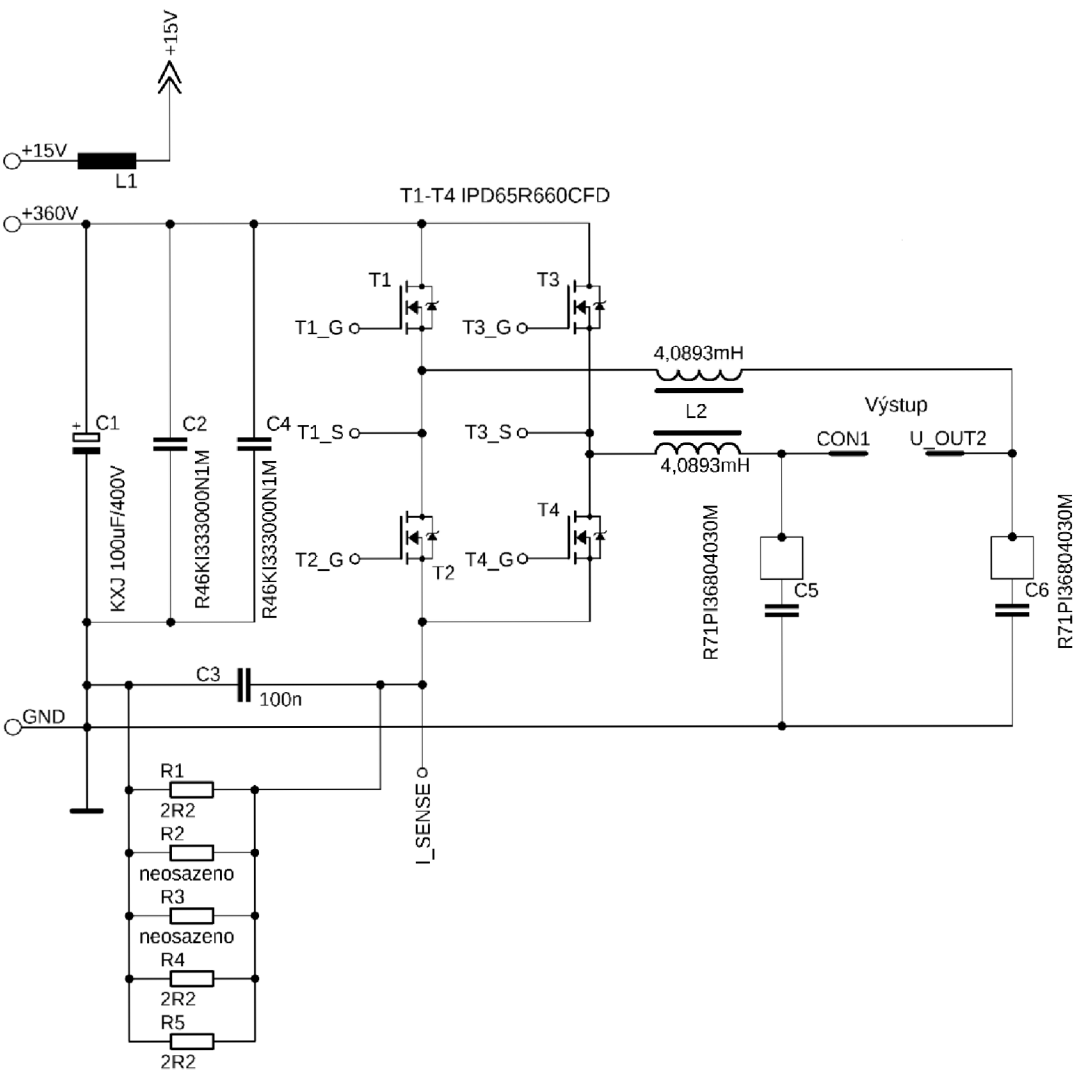 +15V
+15V
L1
T1-T4 IPD65R660CFD
+360V
T1
T3
T1_G
T3_G
4,0893mH
L2
Výstup
C1
+
C2
C4
T1_S
T3_S
CON1
U_OUT2
4,0893mH
KXJ 100uF/400V
R46KI333000N1M
R46KI333000N1M
T4
T2_G
T2
T4_G
R71PI36804030M
C5
C6
R71PI36804030M
C3
100n
GND
R1
2R2
I_SENSE
R2
neosazeno
R3
neosazeno
R4
2R2
R5
2R2